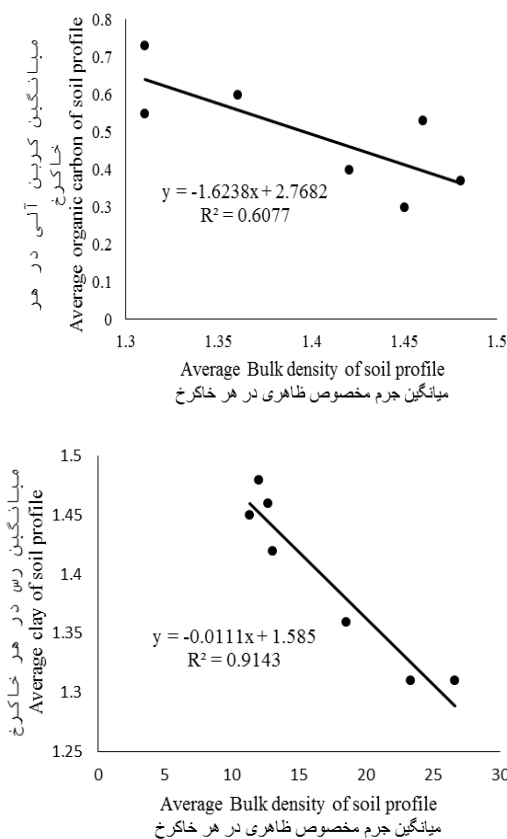 میانگین کربن آلی در هر
خاکرخ
Average organic carbon of soil profile
0.8
0.7
0.6
0.5
0.4
0.3
0.2
0.1
0
y = -1.6238x + 2.7682
R² = 0.6077
1.3 1.35 1.4 1.45 1.5
Average Bulk density of soil profile
میانگین جرم مخصوص ظاهری در هر خاکرخ
میانگین رس در هر خاکرخ
Average clay of soil profile
1.5
1.45
1.4
1.35
1.3
1.25
y = -0.0111x + 1.585
R² = 0.9143
0 5 10 15 20 25 30
Average Bulk density of soil profile
میانگین جرم مخصوص ظاهری در هر خاکرخ